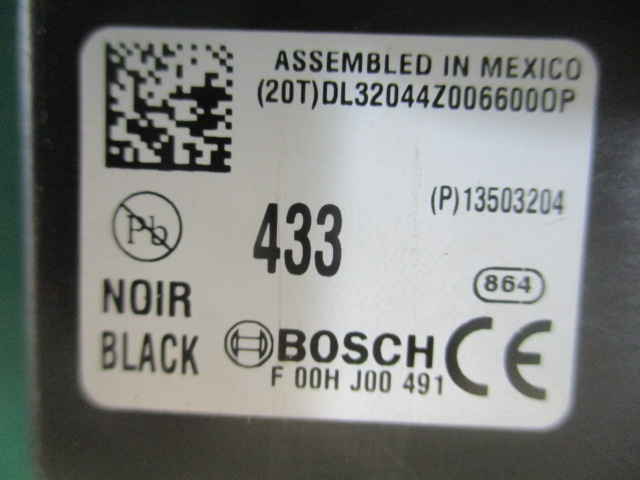 ASSEMBLED IN MEXICO
(20T)DL32044Z0066000P
(P)13503204
Pb
433
864
NOIR
BLACK
BOSCH
F 00H J00 491
CE